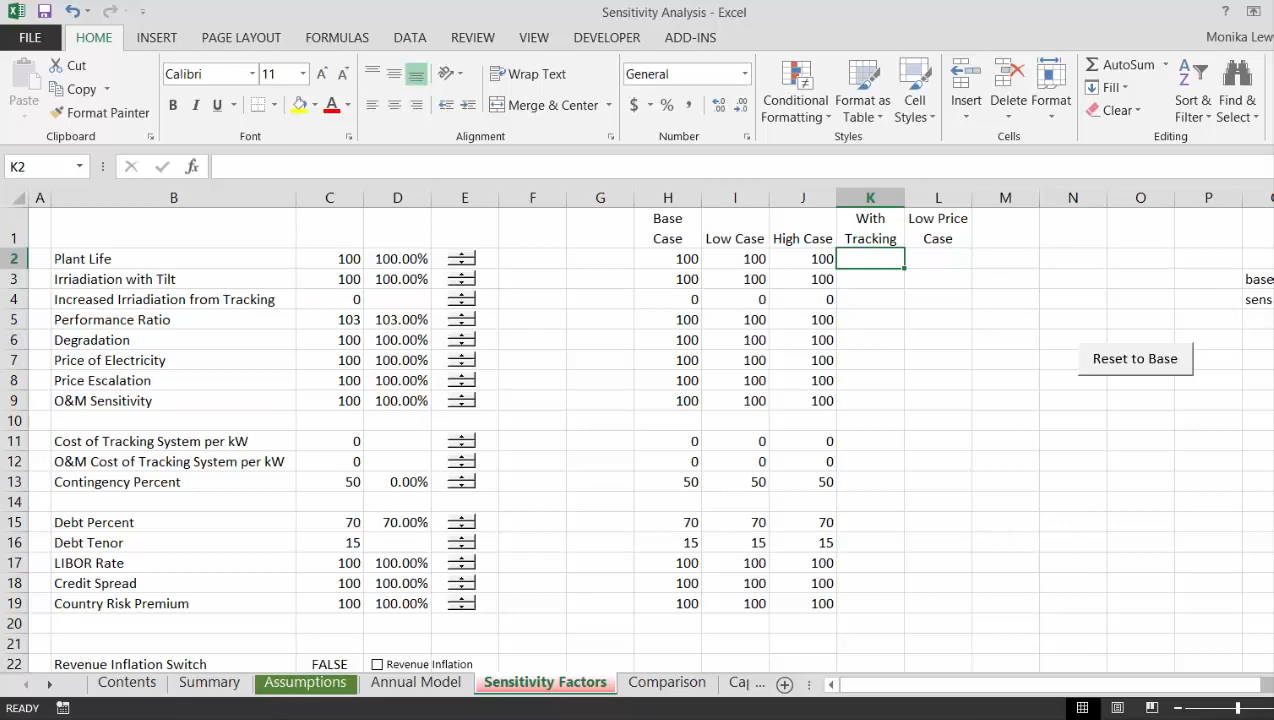 Sensitivity Analysis - Excel
?
FILE HOME INSERT PAGE LAYOUT FORMULAS DATA REVIEW VIEW DEVELOPER ADD-INS Monika Lew
Paste
Cut
Copy
Format Painter
Clipboard
Calibri 11
B I U
Font
Wrap Text
Merge & Center
Alignment
General
$ % ,
Number
Conditional Formatting
Format as Table
Cell Styles
Styles
Insert Delete Format
Cells
AutoSum
Fill
Clear
Sort & Filter
Find & Select
Editing
K2 fx
A B C D E F G H I J K L M N O P
1 Base Case Low Case High Case With Tracking Low Price Case
2 Plant Life 100 100.00% 100 100 100
3 Irriadiation with Tilt 100 100.00% 100 100 100 base
4 Increased Irriadiation from Tracking 0 0 0 0 sens
5 Performance Ratio 103 103.00% 100 100 100
6 Degradation 100 100.00% 100 100 100
7 Price of Electricity 100 100.00% 100 100 100
Reset to Base
8 Price Escalation 100 100.00% 100 100 100
9 O&M Sensitivity 100 100.00% 100 100 100
10
11 Cost of Tracking System per kW 0 0 0 0
12 O&M Cost of Tracking System per kW 0 0 0 0
13 Contingency Percent 50 0.00% 50 50 50
14
15 Debt Percent 70 70.00% 70 70 70
16 Debt Tenor 15 15 15 15
17 LIBOR Rate 100 100.00% 100 100 100
18 Credit Spread 100 100.00% 100 100 100
19 Country Risk Premium 100 100.00% 100 100 100
20
21
22 Revenue Inflation Switch FALSE Revenue Inflation
Contents Summary Assumptions Annual Model Sensitivity Factors Comparison Cap ...
READY